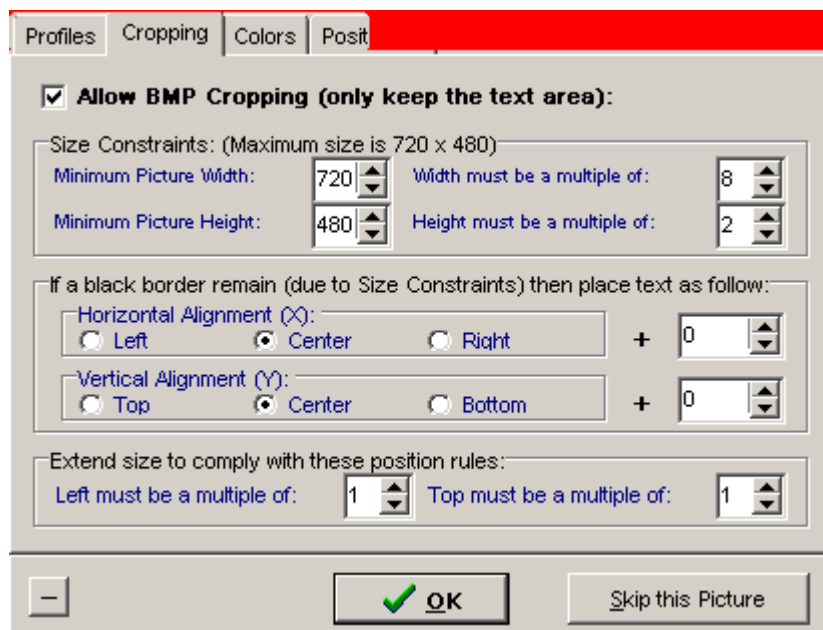 Profiles Cropping Colors Posit
Allow BMP Cropping (only keep the text area):
Size Constraints: (Maximum size is 720 x 480)
Minimum Picture Width: 720 Width must be a multiple of: 8
Minimum Picture Height: 480 Height must be a multiple of: 2
If a black border remain (due to Size Constraints) then place text as follow:
Horizontal Alignment (X):
Left Center Right + 0
Vertical Alignment (Y):
Top Center Bottom + 0
Extend size to comply with these position rules:
Left must be a multiple of: 1 Top must be a multiple of: 1
OK Skip this Picture